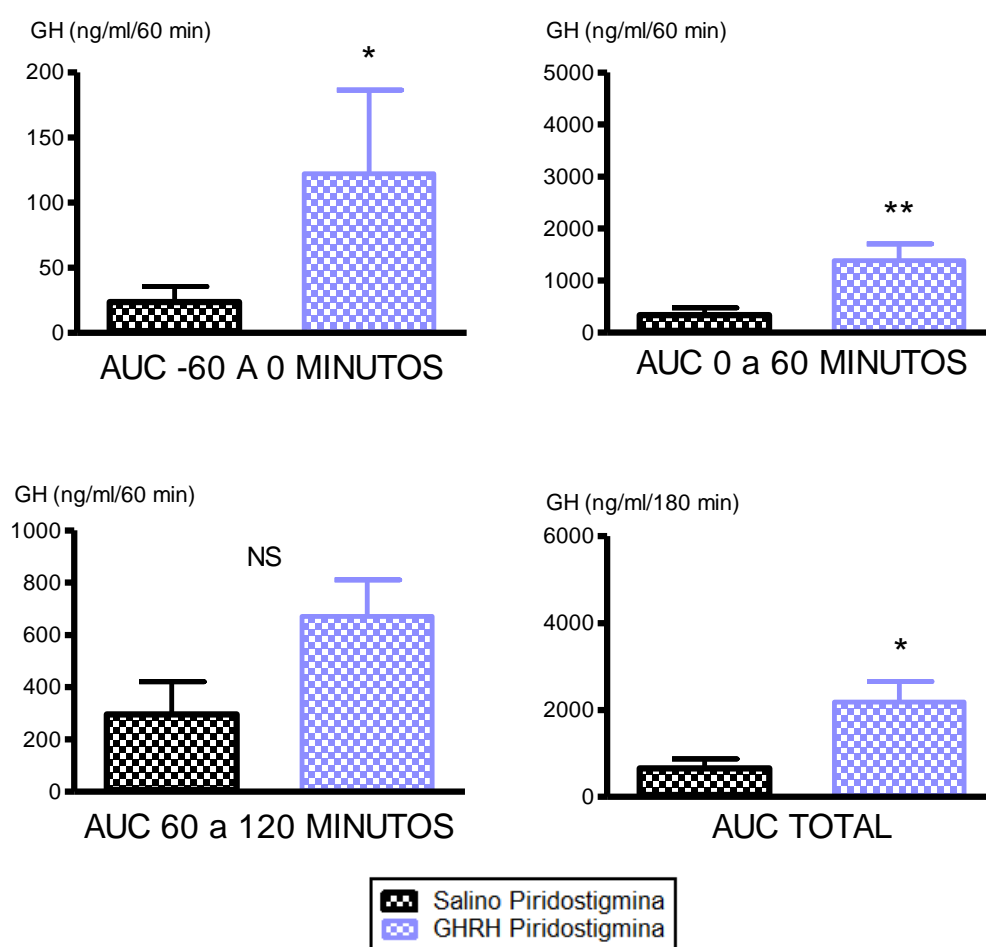 GH (ng/ml/60 min)
*
200
150
100
50
0
AUC -60 A 0 MINUTOS
GH (ng/ml/60 min)
5000
4000
3000
2000
1000
0
**
AUC 0 a 60 MINUTOS
GH (ng/ml/60 min)
1000
800
600
400
200
0
NS
AUC 60 a 120 MINUTOS
GH (ng/ml/180 min)
6000
4000
2000
0
*
AUC TOTAL
Salino Piridostigmina
GHRH Piridostigmina